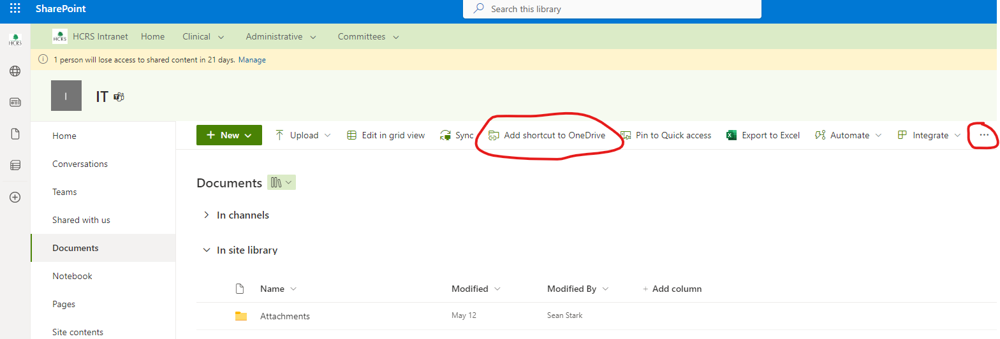 SharePoint
Search this library
HCRS
HCRS
HCRS Intranet Home Clinical Administrative Committees
1 person will lose access to shared content in 21 days. Manage
I
IT
New Upload Edit in grid view Sync Add shortcut to OneDrive Pin to Quick access Export to Excel Automate Integrate ...
Home
Conversations
Teams
Shared with us
Documents
Notebook
Pages
Site contents
Documents
In channels
In site library
Name Modified Modified By + Add column
Attachments May 12 Sean Stark